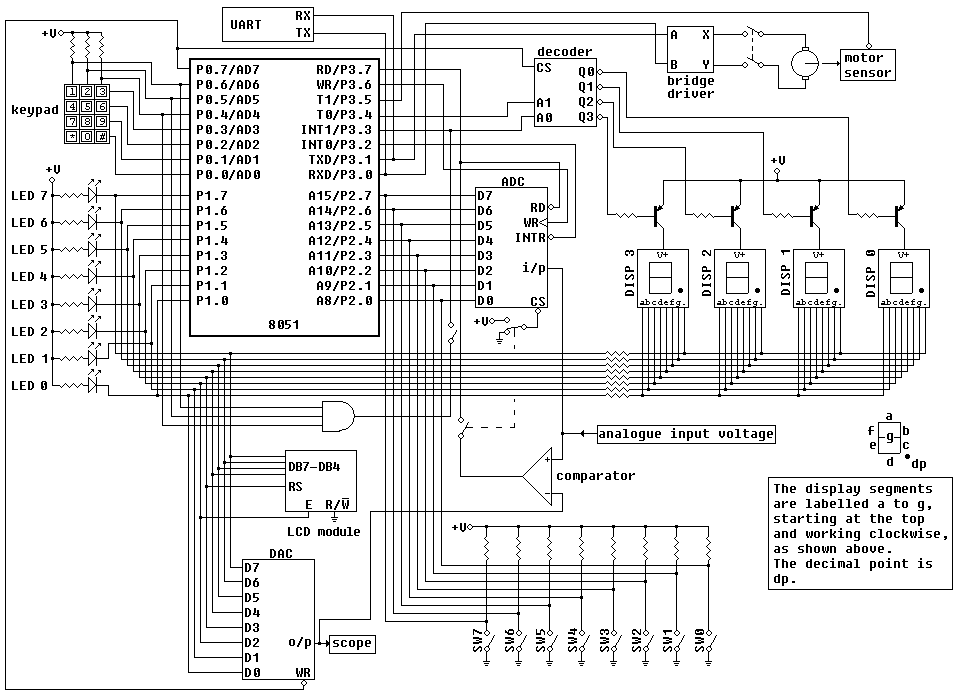 UART
RX
TX
+V
keypad
1 2 3
4 5 6
7 8 9
* 0 #
P0.7/AD7
P0.6/AD6
P0.5/AD5
P0.4/AD4
P0.3/AD3
P0.2/AD2
P0.1/AD1
P0.0/AD0
P1.7
P1.6
P1.5
P1.4
P1.3
P1.2
P1.1
P1.0
RD/P3.7
WR/P3.6
T1/P3.5
T0/P3.4
INT1/P3.3
INT0/P3.2
TXD/P3.1
RXD/P3.0
A15/P2.7
A14/P2.6
A13/P2.5
A12/P2.4
A11/P2.3
A10/P2.2
A9/P2.1
A8/P2.0
8051
decoder
CS
A1
A0
Q0
Q1
Q2
Q3
A
B
X
Y
bridge
driver
motor
sensor
+V
LED 7
LED 6
LED 5
LED 4
LED 3
LED 2
LED 1
LED 0
ADC
D7
D6
D5
D4
D3
D2
D1
D0
RD
WR
INTR
i/p
CS
+V
+V
DISP 3
V+
abcdefg.
DISP 2
V+
abcdefg.
DISP 1
V+
abcdefg.
DISP 0
V+
abcdefg.
analogue input voltage
comparator
+
-
a
f
b
g
e
c
d
dp
The display segments
are labelled a to g,
starting at the top
and working clockwise,
as shown above.
The decimal point is
dp.
DB7-DB4
RS
E
R/W̅
LCD module
DAC
D7
D6
D5
D4
D3
D2
D1
D0
o/p
WR
scope
+V
SW7
SW6
SW5
SW4
SW3
SW2
SW1
SW0